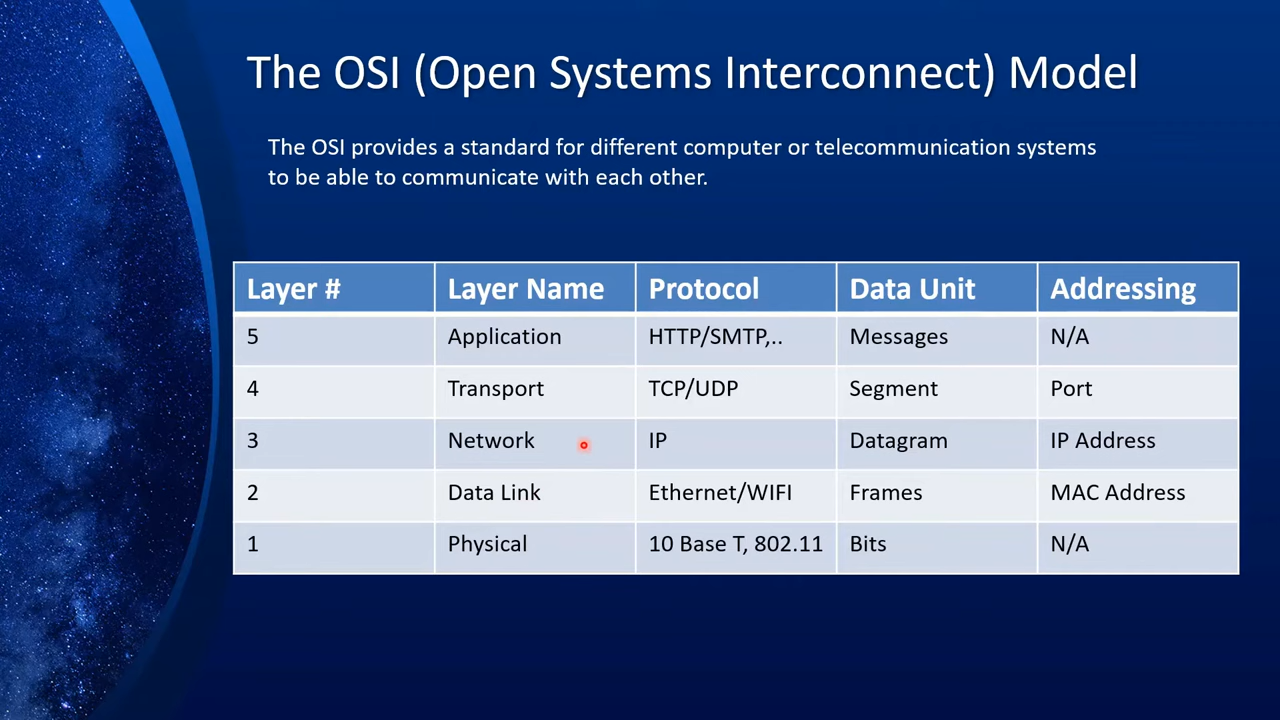 The OSI (Open Systems Interconnect) Model
The OSI provides a standard for different computer or telecommunication systems
to be able to communicate with each other.
Layer # Layer Name Protocol Data Unit Addressing
5 Application HTTP/SMTP,.. Messages N/A
4 Transport TCP/UDP Segment Port
3 Network IP Datagram IP Address
2 Data Link Ethernet/WIFI Frames MAC Address
1 Physical 10 Base T, 802.11 Bits N/A